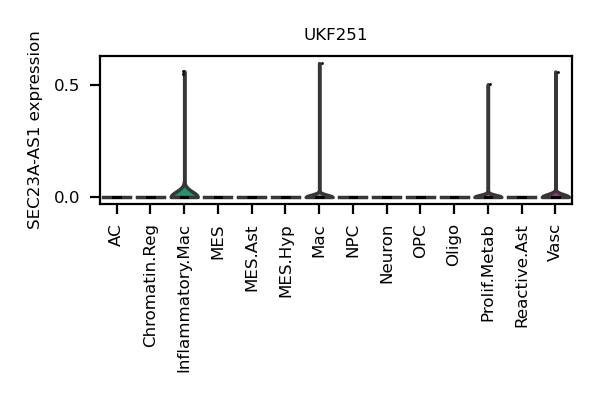 UKF251
SEC23A-AS1 expression
0.5
0.0
AC
Chromatin.Reg
Inflammatory.Mac
MES
MES.Ast
MES.Hyp
Mac
NPC
Neuron
OPC
Oligo
Prolif.Metab
Reactive.Ast
Vasc